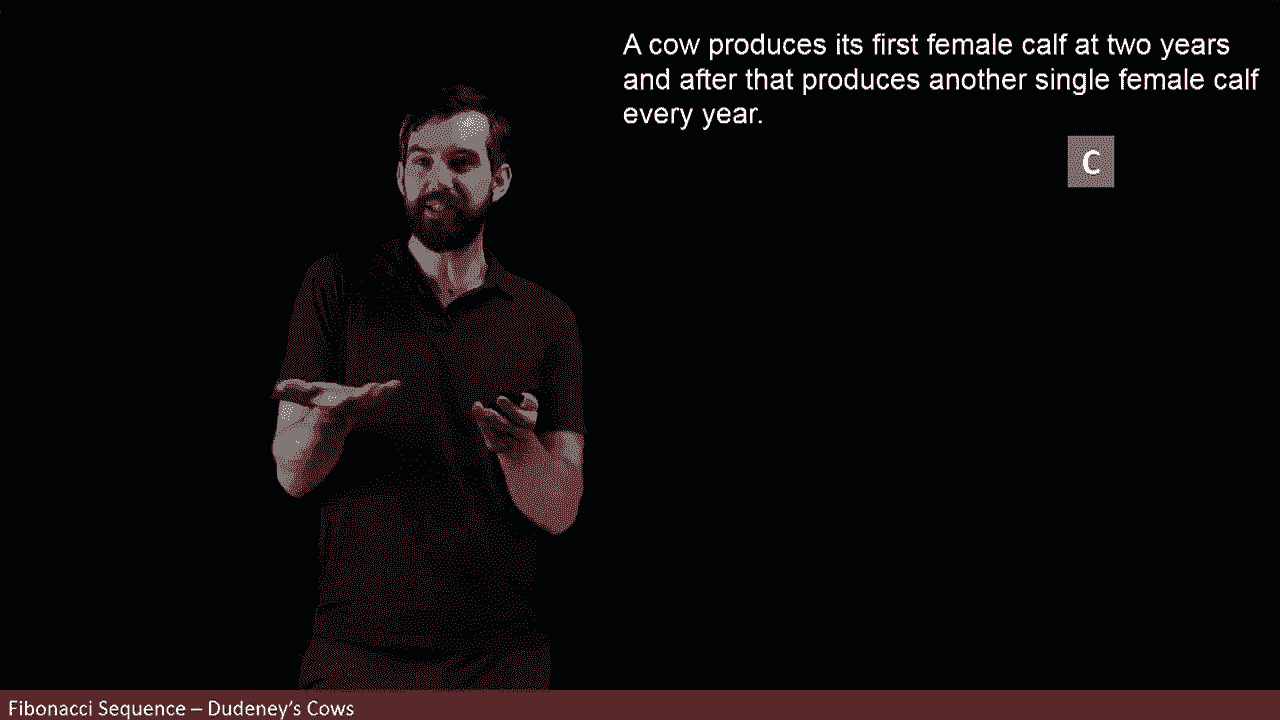 A cow produces its first female calf at two years
and after that produces another single female calf
every year.
C
Fibonacci Sequence – Dudeney's Cows